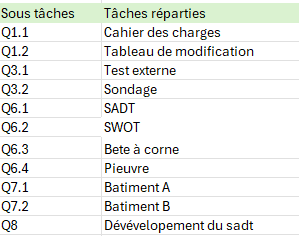 Sous tâches Tâches réparties
Q1.1 Cahier des charges
Q1.2 Tableau de modification
Q3.1 Test externe
Q3.2 Sondage
Q6.1 SADT
Q6.2 SWOT
Q6.3 Bete à corne
Q6.4 Pieuvre
Q7.1 Batiment A
Q7.2 Batiment B
Q8 Dévévelopement du sadt